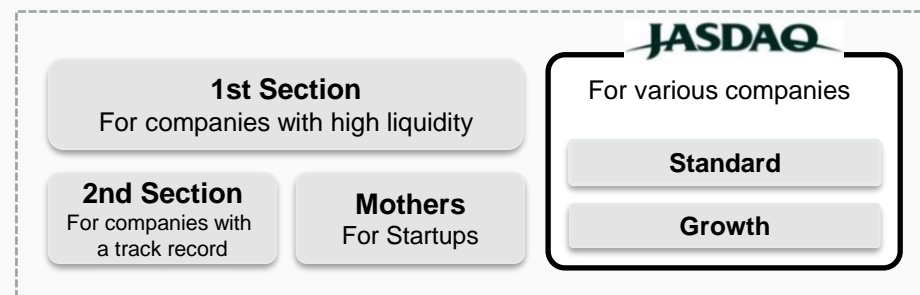 1st Section
For companies with high liquidity
2nd Section
For companies with
a track record
Mothers
For Startups
JASDAQ
For various companies
Standard
Growth